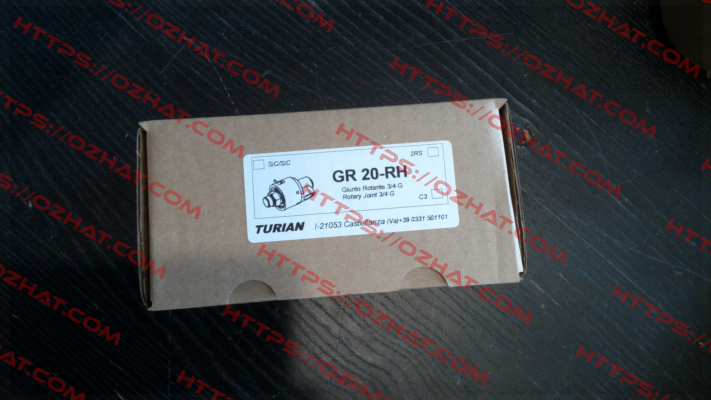 SiC/SiC
2RS
GR 20-RH
Giunto Rotante 3/4 G
Rotary Joint 3/4 G
C3
TURIAN I-21053 Castellanza (Va)+39 0331 501101
HTTPS://OZHAT.COM